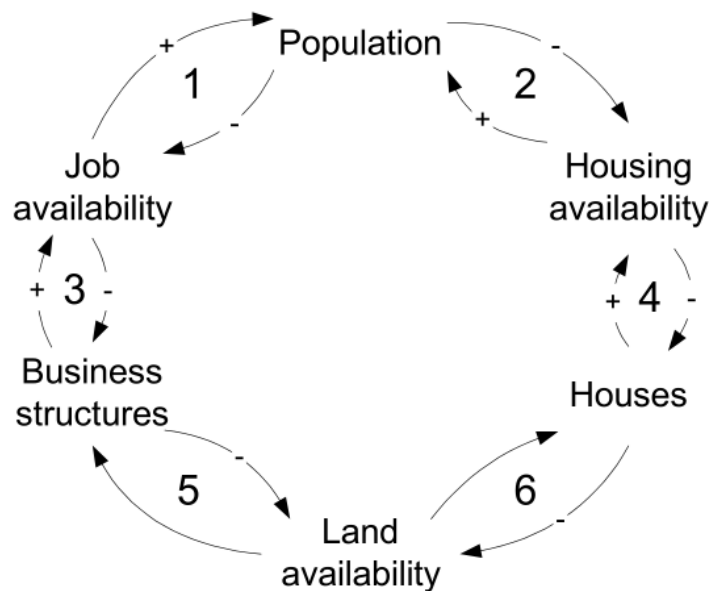 Population
+
-
1
2
-
+
Job
availability
Housing
availability
+
3
-
+
4
-
Business
structures
Houses
-
5
6
-
Land
availability